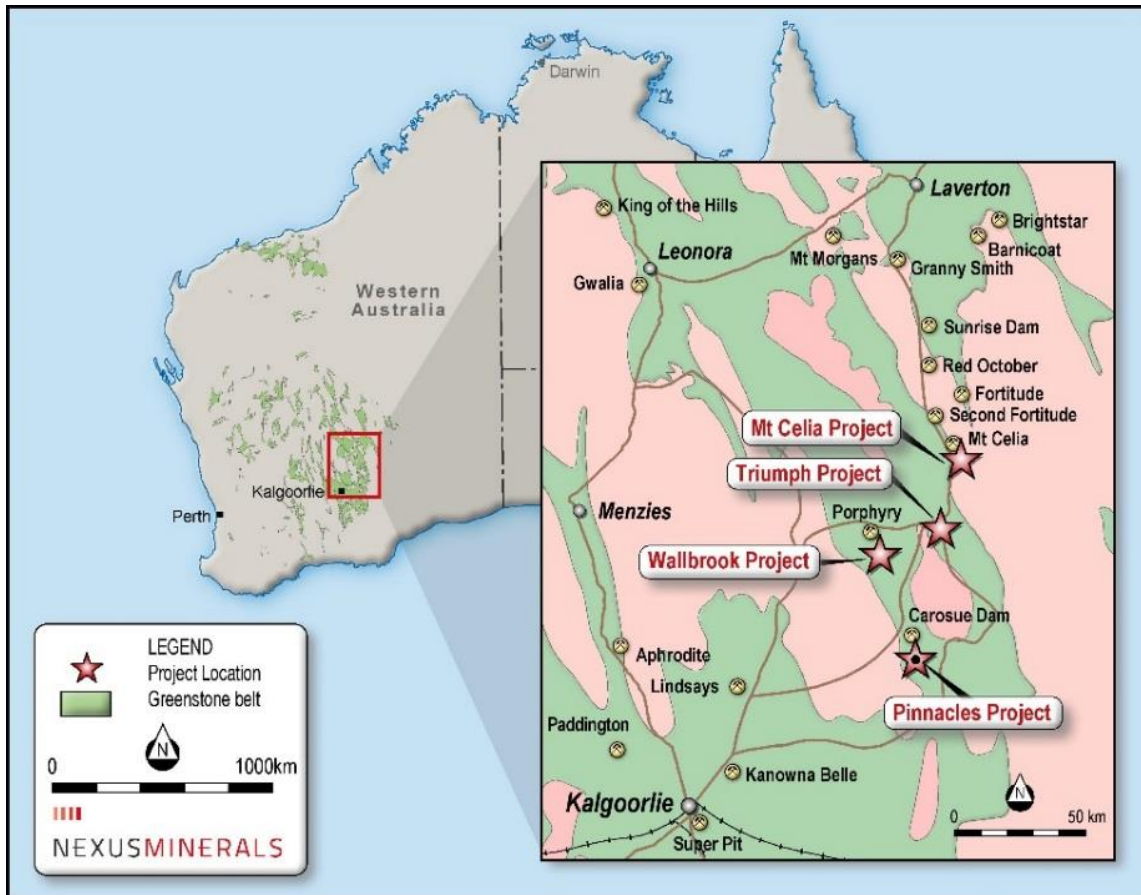 Darwin
Western
Australia
Kalgoorlie
Perth
LEGEND
Project Location
Greenstone belt
N
0 1000km
NEXUSMINERALS
Laverton
King of the Hills
Brightstar
Barnicoat
Mt Morgans
Leonora
Granny Smith
Gwalia
Sunrise Dam
Red October
Fortitude
Second Fortitude
Mt Celia Project
Mt Celia
Triumph Project
Menzies
Porphyry
Wallbrook Project
Carosue Dam
Aphrodite
Lindsays
Pinnacles Project
Paddington
Kanowna Belle
N
Kalgoorlie
0 50 km
Super Pit